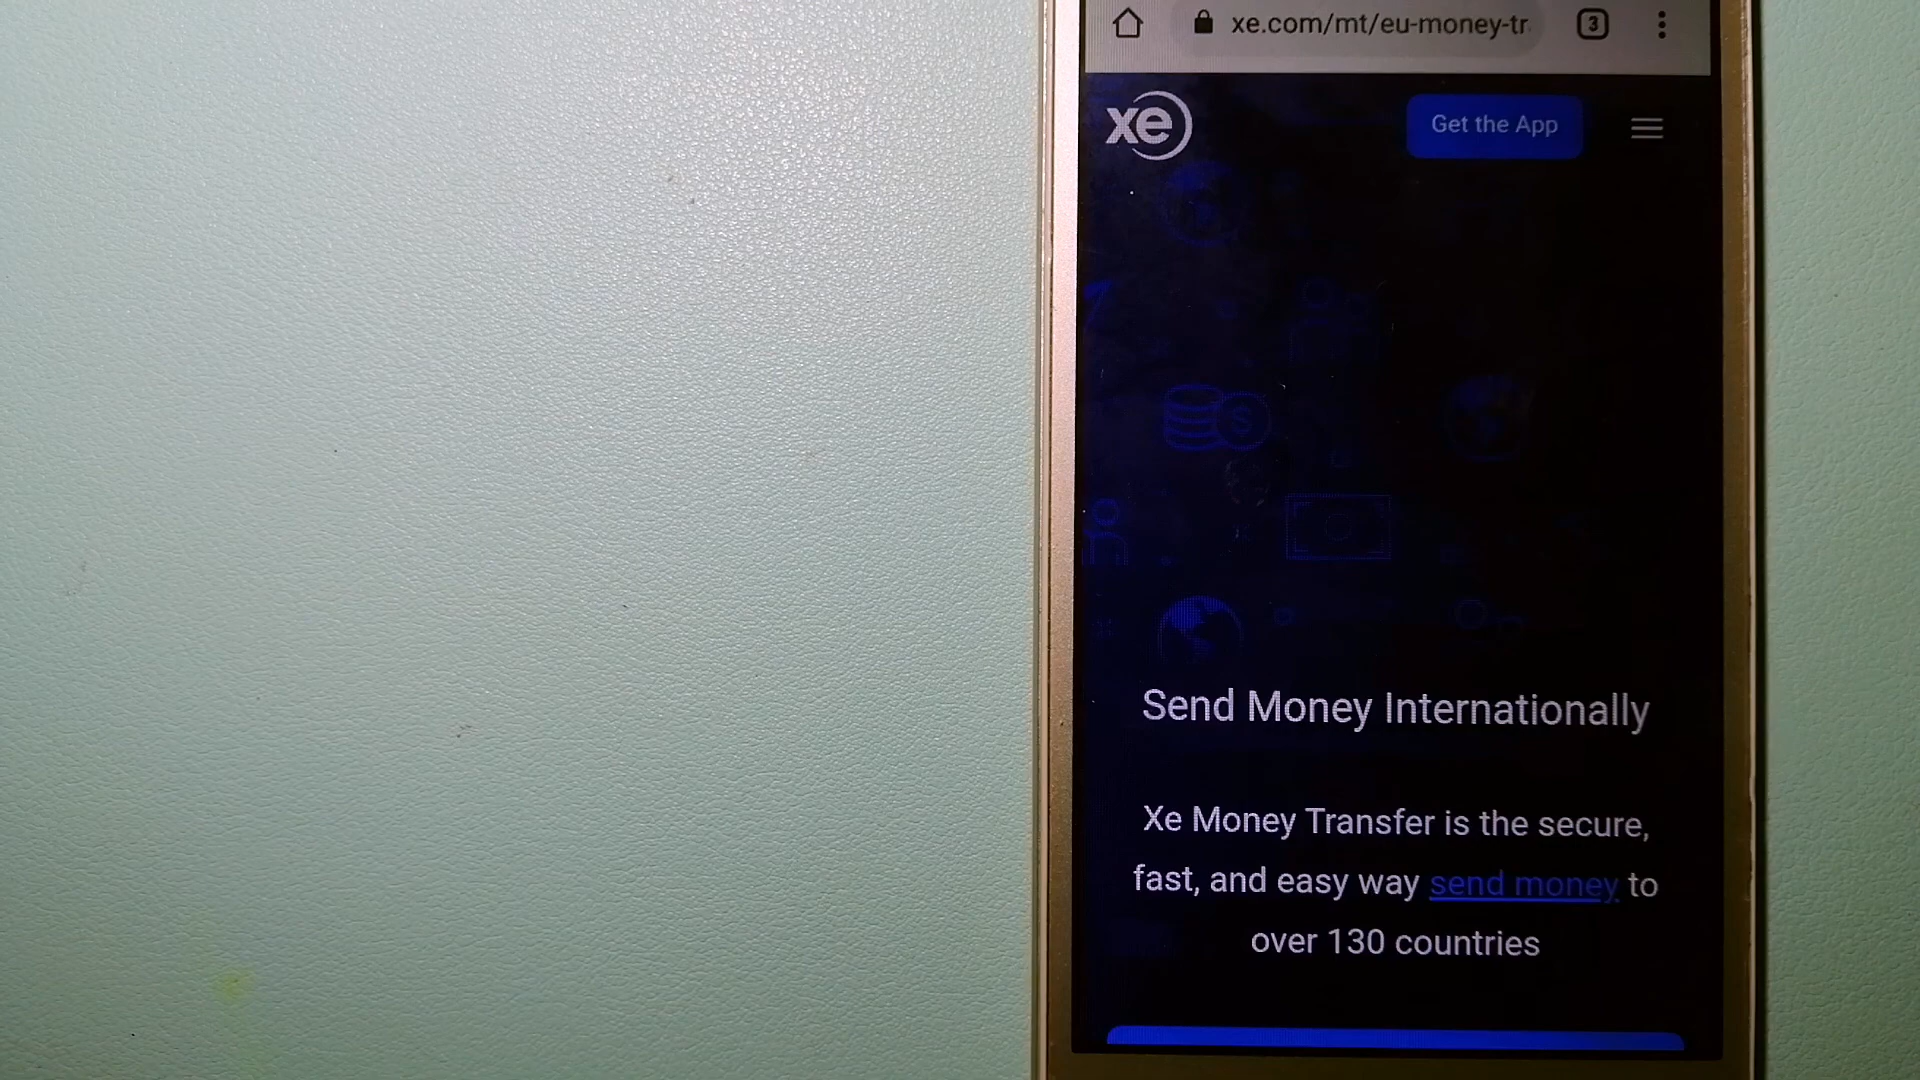 xe.com/mt/eu-money-tr
3
xe
Get the App
Send Money Internationally
Xe Money Transfer is the secure,
fast, and easy way send money to
over 130 countries